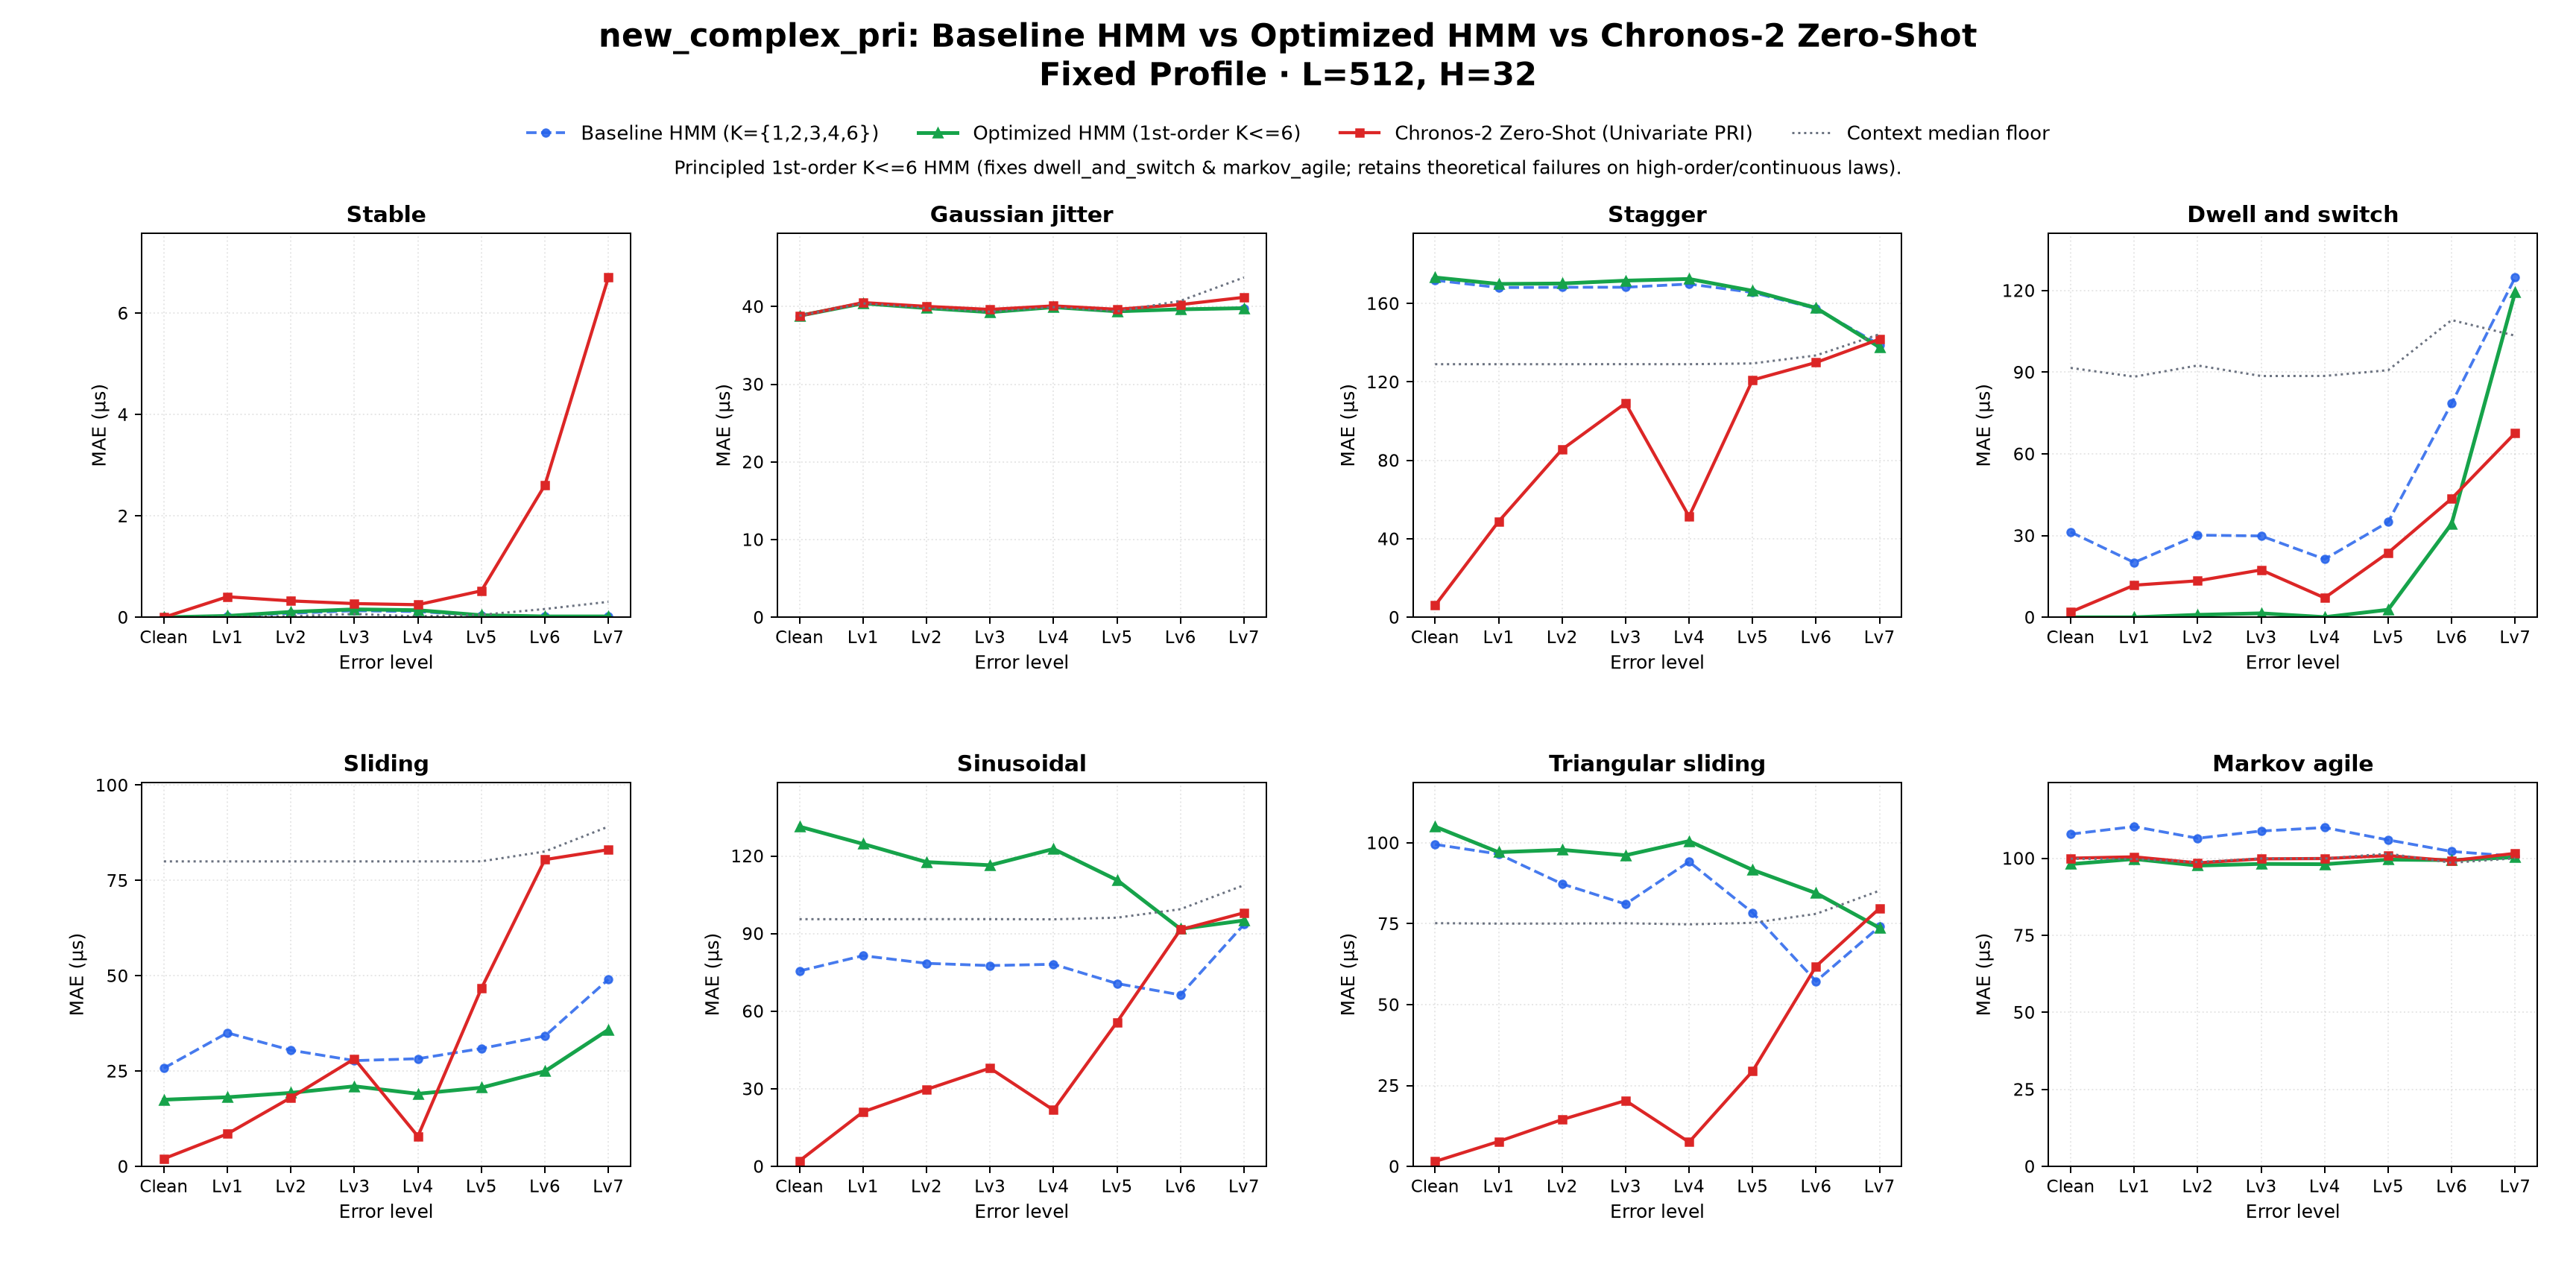 new_complex_pri: Baseline HMM vs Optimized HMM vs Chronos-2 Zero-Shot
Fixed Profile · L=512, H=32
Baseline HMM (K={1,2,3,4,6})
Optimized HMM (1st-order K<=6)
Chronos-2 Zero-Shot (Univariate PRI)
Context median floor
Principled 1st-order K<=6 HMM (fixes dwell_and_switch & markov_agile; retains theoretical failures on high-order/continuous laws).
Stable
MAE (μs)
6
4
2
0
Clean Lv1 Lv2 Lv3 Lv4 Lv5 Lv6 Lv7
Error level
Gaussian jitter
MAE (μs)
40
30
20
10
0
Clean Lv1 Lv2 Lv3 Lv4 Lv5 Lv6 Lv7
Error level
Stagger
MAE (μs)
160
120
80
40
0
Clean Lv1 Lv2 Lv3 Lv4 Lv5 Lv6 Lv7
Error level
Dwell and switch
MAE (μs)
120
90
60
30
0
Clean Lv1 Lv2 Lv3 Lv4 Lv5 Lv6 Lv7
Error level
Sliding
MAE (μs)
100
75
50
25
0
Clean Lv1 Lv2 Lv3 Lv4 Lv5 Lv6 Lv7
Error level
Sinusoidal
MAE (μs)
120
90
60
30
0
Clean Lv1 Lv2 Lv3 Lv4 Lv5 Lv6 Lv7
Error level
Triangular sliding
MAE (μs)
100
75
50
25
0
Clean Lv1 Lv2 Lv3 Lv4 Lv5 Lv6 Lv7
Error level
Markov agile
MAE (μs)
100
75
50
25
0
Clean Lv1 Lv2 Lv3 Lv4 Lv5 Lv6 Lv7
Error level